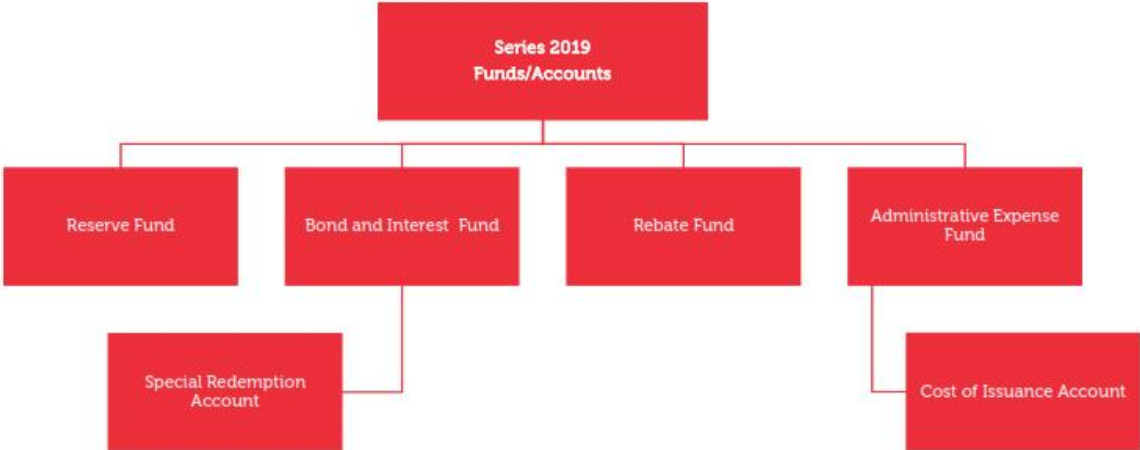 Series 2019
Funds/Accounts
Reserve Fund
Bond and Interest Fund
Rebate Fund
Administrative Expense
Fund
Special Redemption
Account
Cost of Issuance Account